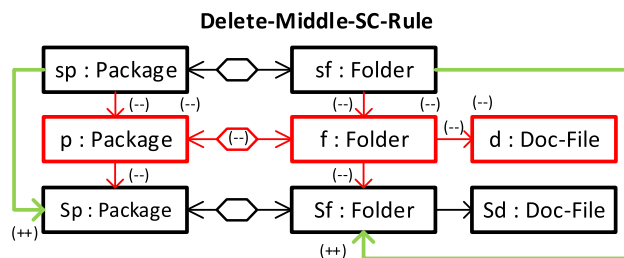 Delete-Middle-SC-Rule
sp : Package
sf : Folder
(--) (--) (--) (--) (--)
p : Package (--) f : Folder (--) d : Doc-File
(--) (--)
Sp : Package
Sf : Folder
Sd : Doc-File
(++) (++)